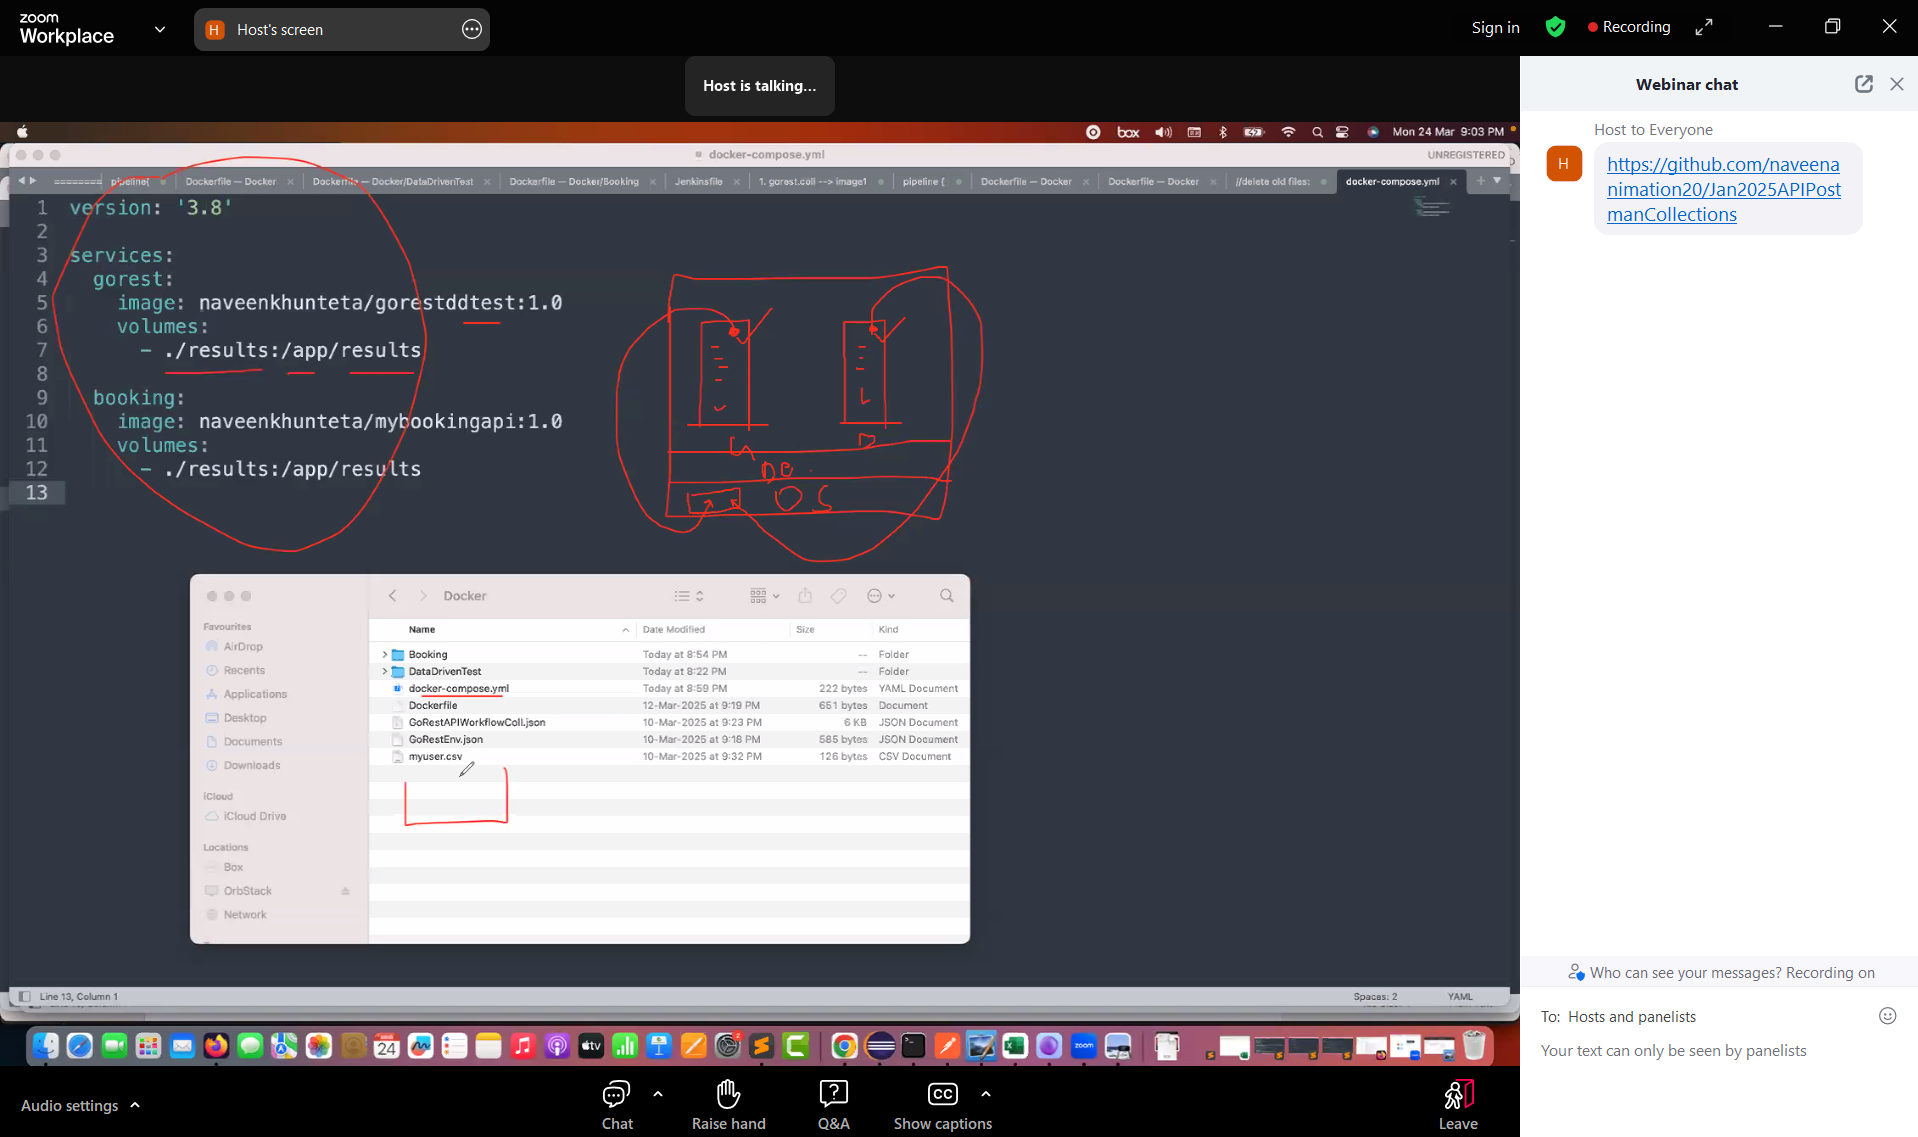 zoom
Workplace
H Host's screen
Sign in
Recording
Host is talking...
Webinar chat
Host to Everyone
H
https://github.com/naveena
nimation20/Jan2025APIPost
manCollections
box
Mon 24 Mar 9:03 PM
docker-compose.yml
UNREGISTERED
======== pipeline{ Dockerfile — Docker Dockerfile — Docker/DataDrivenTest Dockerfile — Docker/Booking Jenkinsfile 1. gorest.coll --> image1 pipeline { Dockerfile — Docker Dockerfile — Docker //delete old files: docker-compose.yml
1 version: '3.8'
2
3 services:
4 gorest:
5 image: naveenkhunteta/gorestddtest:1.0
6 volumes:
7 - ./results:/app/results
8
9 booking:
10 image: naveenkhunteta/mybookingapi:1.0
11 volumes:
12 - ./results:/app/results
13
OS
Docker
Favourites
AirDrop
Recents
Applications
Desktop
Documents
Downloads
iCloud
iCloud Drive
Locations
Box
OrbStack
Network
Name Date Modified Size Kind
Booking Today at 8:54 PM -- Folder
DataDrivenTest Today at 8:22 PM -- Folder
docker-compose.yml Today at 8:59 PM 222 bytes YAML Document
Dockerfile 12-Mar-2025 at 9:19 PM 651 bytes Document
GoRestAPIWorkflowColl.json 10-Mar-2025 at 9:23 PM 6 KB JSON Document
GoRestEnv.json 10-Mar-2025 at 9:18 PM 585 bytes JSON Document
myuser.csv 10-Mar-2025 at 9:32 PM 126 bytes CSV Document
Line 13, Column 1
Spaces: 2
YAML
24
tv
zoom
Who can see your messages? Recording on
To: Hosts and panelists
Your text can only be seen by panelists
Audio settings
Chat
Raise hand
Q&A
CC
Show captions
Leave